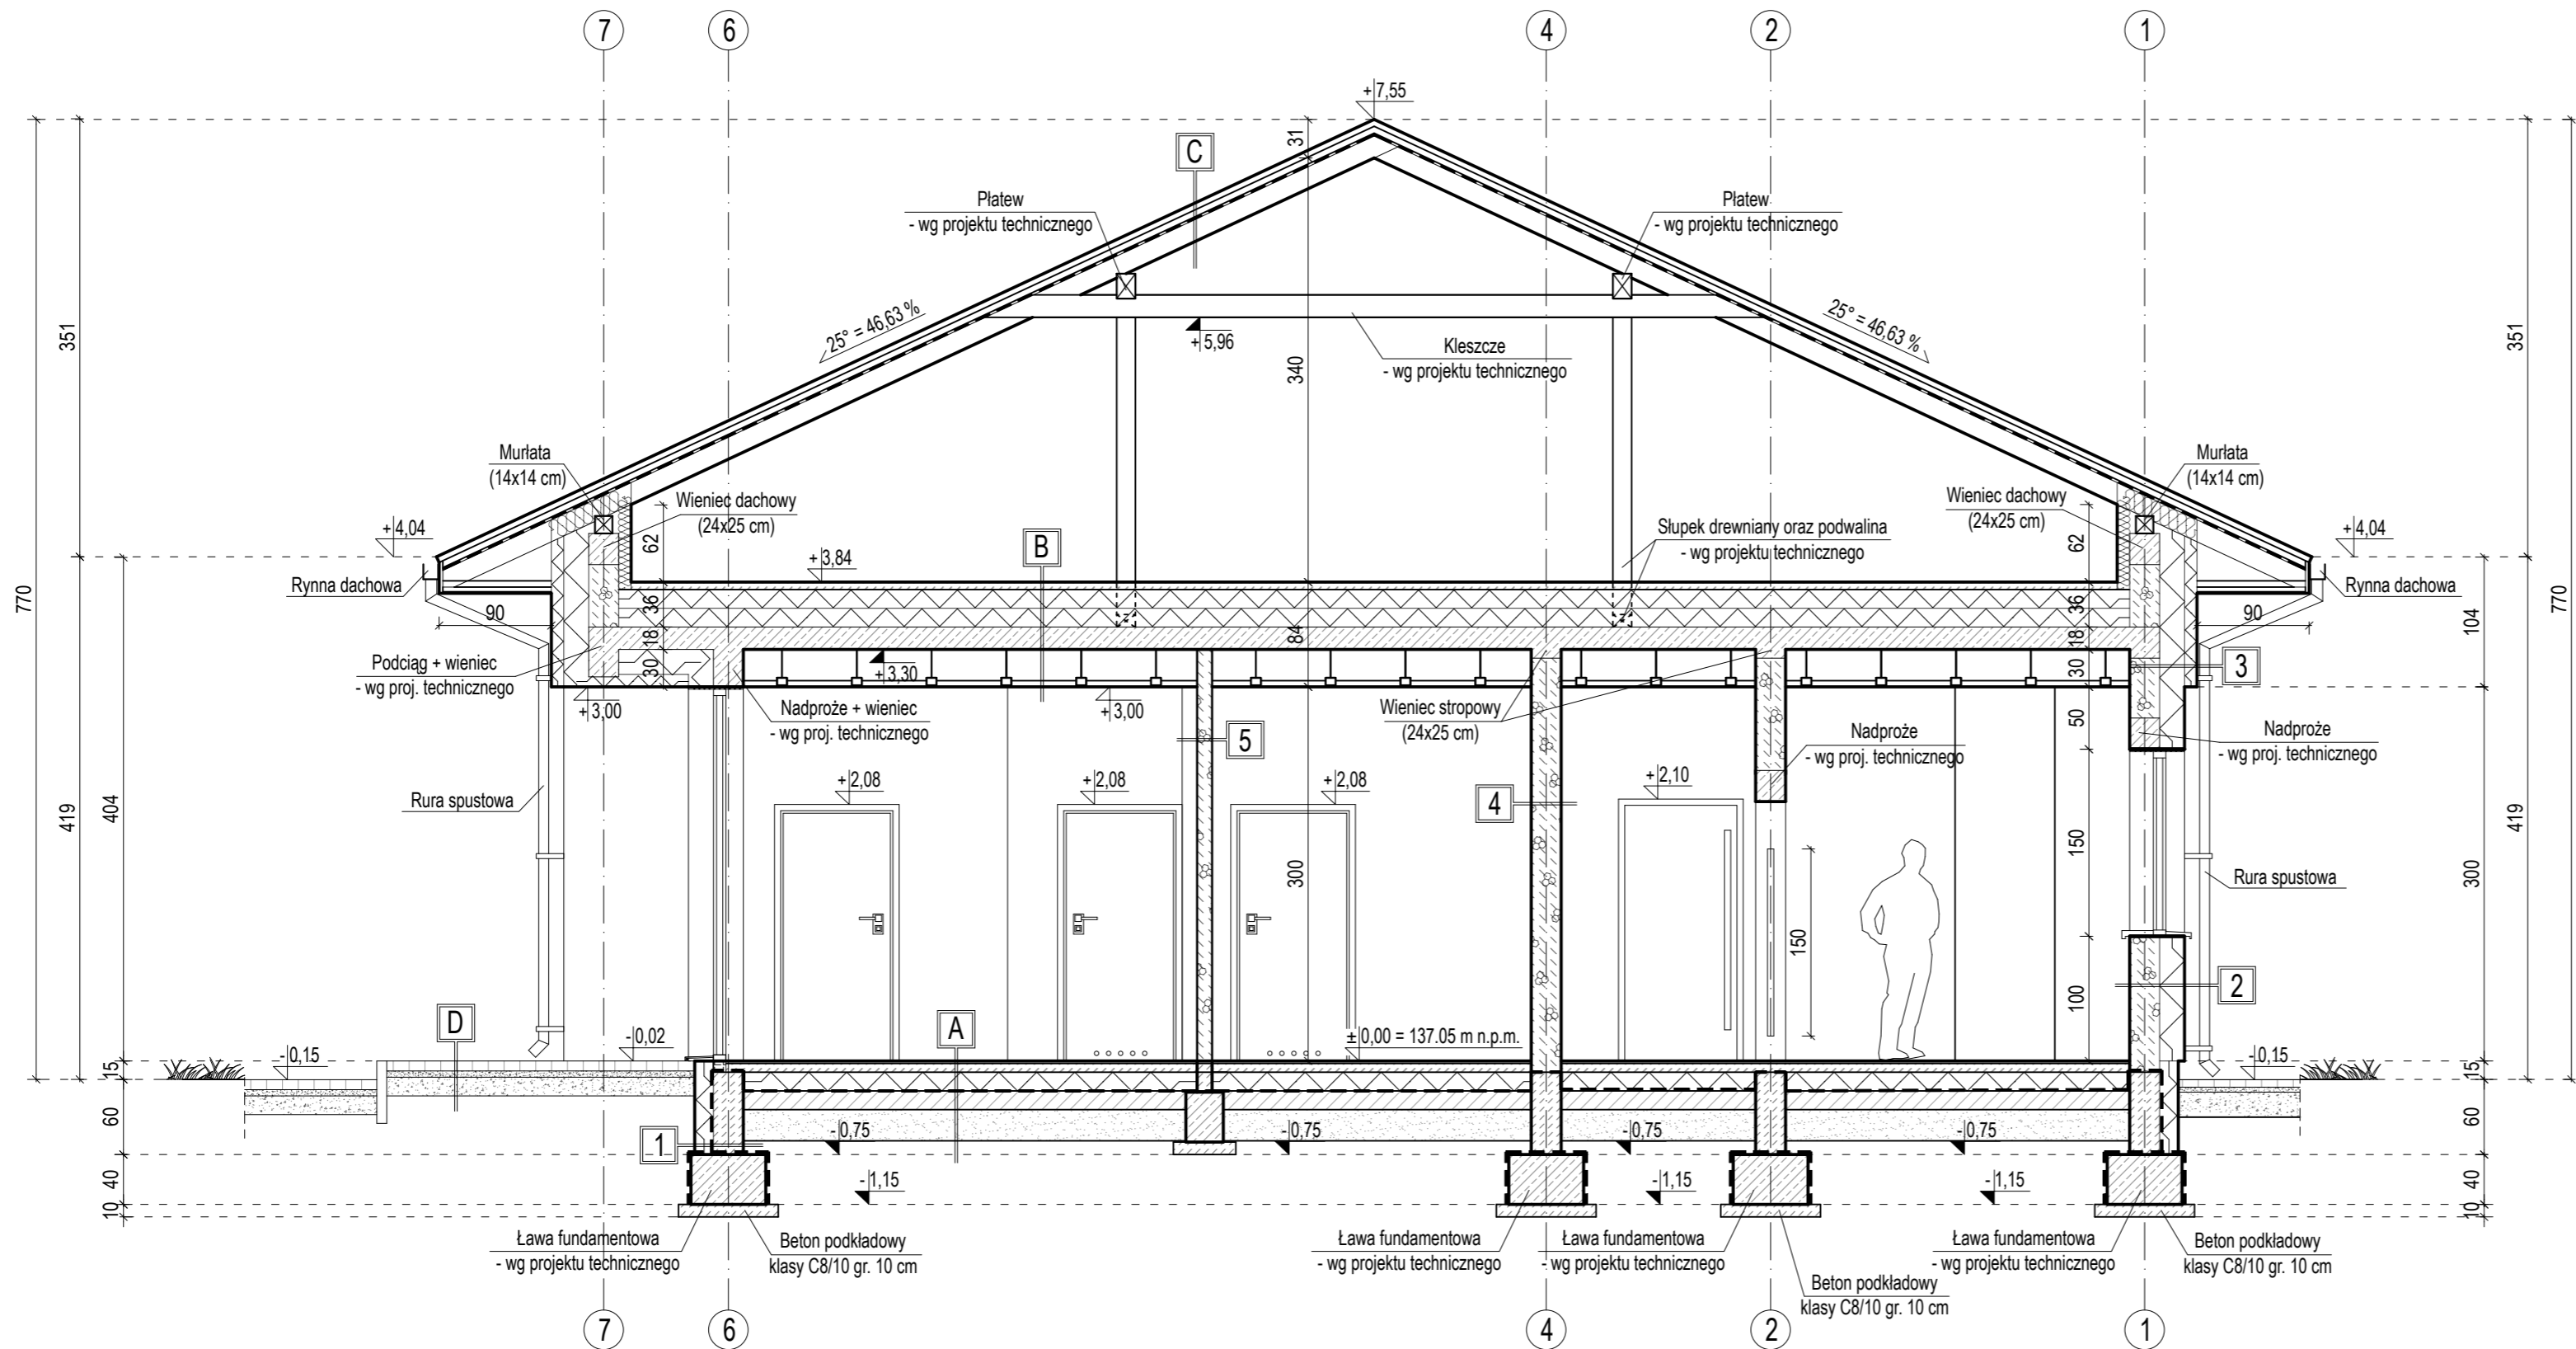 7
6
4
2
1
+7,55
31
C
Płatew
- wg projektu technicznego
Płatew
- wg projektu technicznego
25° = 46,63 %
25° = 46,63 %
351
351
+5,96
340
Kleszcze
- wg projektu technicznego
Murłata
(14x14 cm)
Murłata
(14x14 cm)
Wieniec dachowy
(24x25 cm)
Wieniec dachowy
(24x25 cm)
+4,04
+4,04
62
62
B
Słupek drewniany oraz podwalina
- wg projektu technicznego
+3,84
Rynna dachowa
Rynna dachowa
770
770
90
90
36
36
18
18
84
30
30
104
Podciąg + wieniec
- wg proj. technicznego
+3,30
3
+3,00
+3,00
Nadproże + wieniec
- wg proj. technicznego
Wieniec stropowy
(24x25 cm)
5
50
Nadproże
- wg proj. technicznego
Nadproże
- wg proj. technicznego
+2,08
+2,08
+2,08
+2,10
4
Rura spustowa
Rura spustowa
419
404
419
300
300
150
150
100
2
D
A
-0,02
±0,00 = 137.05 m n.p.m.
-0,15
-0,15
15
15
60
60
1
-0,75
-0,75
-0,75
-0,75
40
40
-1,15
-1,15
-1,15
10
10
Ława fundamentowa
- wg projektu technicznego
Beton podkładowy
klasy C8/10 gr. 10 cm
Ława fundamentowa
- wg projektu technicznego
Ława fundamentowa
- wg projektu technicznego
Beton podkładowy
klasy C8/10 gr. 10 cm
Ława fundamentowa
- wg projektu technicznego
Beton podkładowy
klasy C8/10 gr. 10 cm
7
6
4
2
1